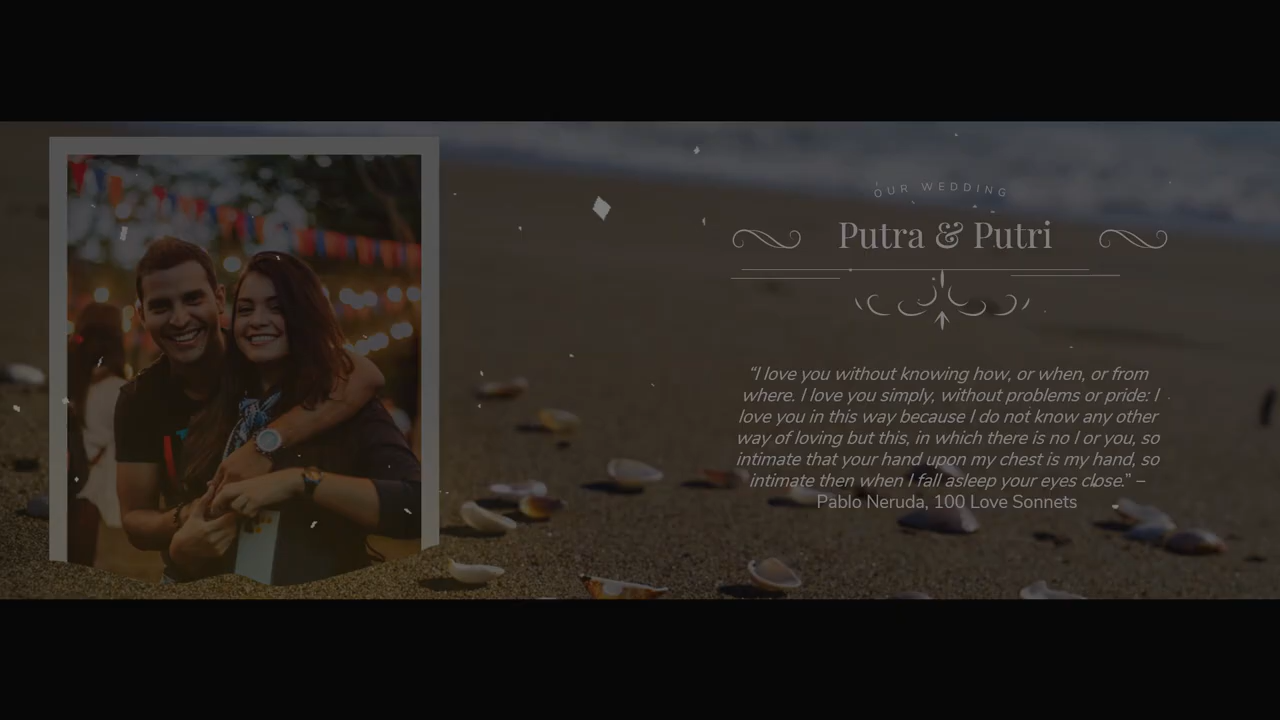 OUR WEDDING
Putra & Putri
“I love you without knowing how, or when, or from
where. I love you simply, without problems or pride: I
love you in this way because I do not know any other
way of loving but this, in which there is no I or you, so
intimate that your hand upon my chest is my hand, so
intimate then when I fall asleep your eyes close.” –
Pablo Neruda, 100 Love Sonnets